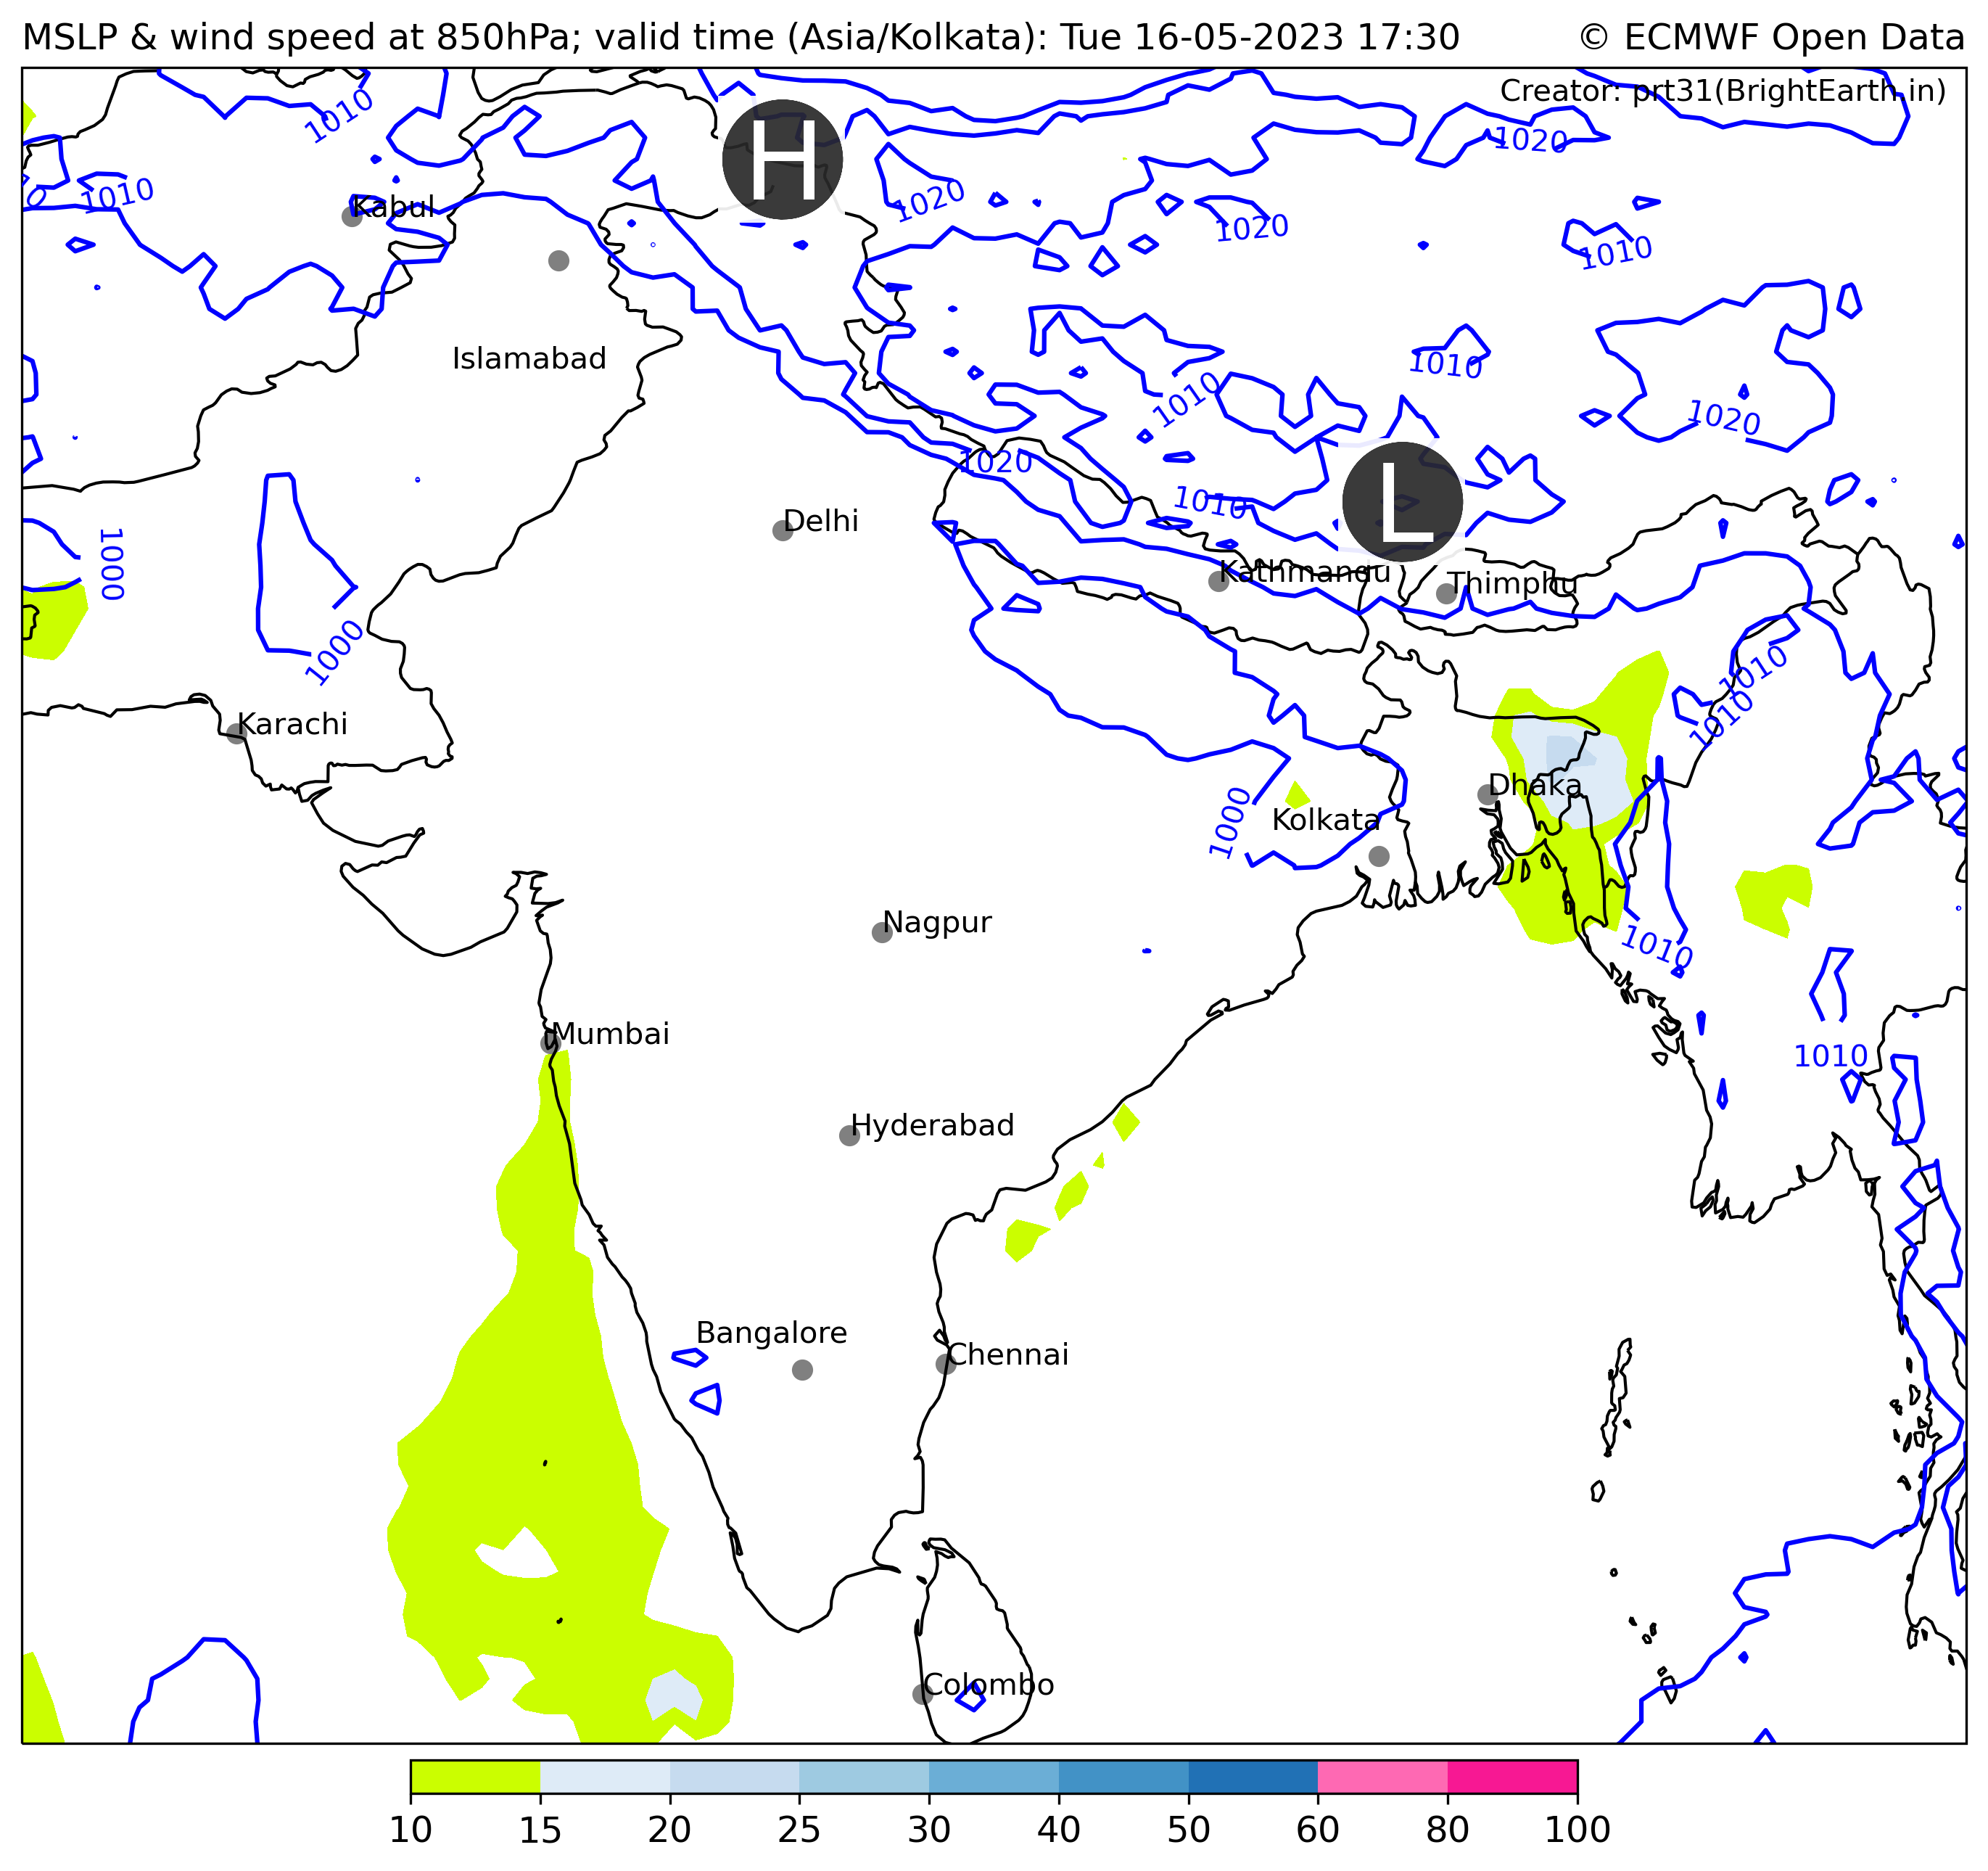 MSLP & wind speed at 850hPa; valid time (Asia/Kolkata): Tue 16-05-2023 17:30
© ECMWF Open Data
Creator: prt31(BrightEarth.in)
1010
1020
H
1010
1020
Kabul
1020
1010
Islamabad
1010
1010
1020
1020
1010
L
Delhi
1000
Kathmandu
Thimphu
1000
1010
1010
Karachi
Dhaka
1000
Kolkata
Nagpur
1010
Mumbai
1010
Hyderabad
Bangalore
Chennai
Colombo
10 15 20 25 30 40 50 60 80 100